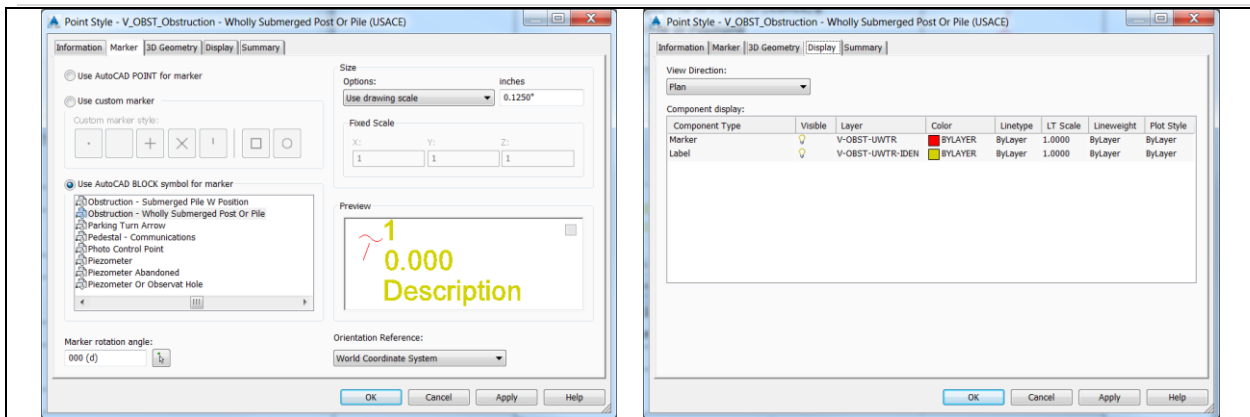 Point Style - V_OBST_Obstruction - Wholly Submerged Post Or Pile (USACE)
Information Marker 3D Geometry Display Summary
Use AutoCAD POINT for marker
Use custom marker
Custom marker style:
Use AutoCAD BLOCK symbol for marker
Obstruction - Submerged Pile W Position
Obstruction - Wholly Submerged Post Or Pile
Parking Turn Arrow
Pedestal - Communications
Photo Control Point
Piezometer
Piezometer Abandoned
Piezometer Or Observat Hole
Marker rotation angle:
000 (d)
Size
Options: inches
Use drawing scale 0.1250"
Fixed Scale
X: Y: Z:
1 1 1
Preview
1
0.000
Description
Orientation Reference:
World Coordinate System
OK Cancel Apply Help
Point Style - V_OBST_Obstruction - Wholly Submerged Post Or Pile (USACE)
Information Marker 3D Geometry Display Summary
View Direction:
Plan
Component display:
Component Type Visible Layer Color Linetype LT Scale Lineweight Plot Style
Marker V-OBST-UWTR BYLAYER ByLayer 1.0000 ByLayer ByLayer
Label V-OBST-UWTR-IDEN BYLAYER ByLayer 1.0000 ByLayer ByLayer
OK Cancel Apply Help